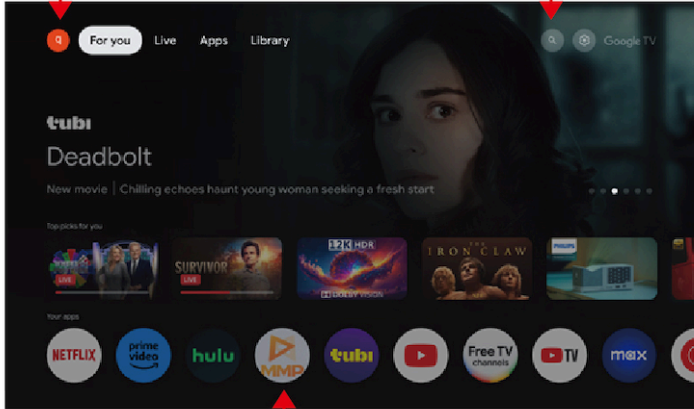 q For you Live Apps Library Google TV
tubi
Deadbolt
New movie | Chilling echoes haunt young woman seeking a fresh start
Top picks for you
LIVE
SURVIVOR
LIVE
12K HDR
DOLBY VISION
THE
IRON CLAW
PHILIPS
Your apps
NETFLIX
prime
video
hulu
MMP
tubi
Free TV
channels
TV
max